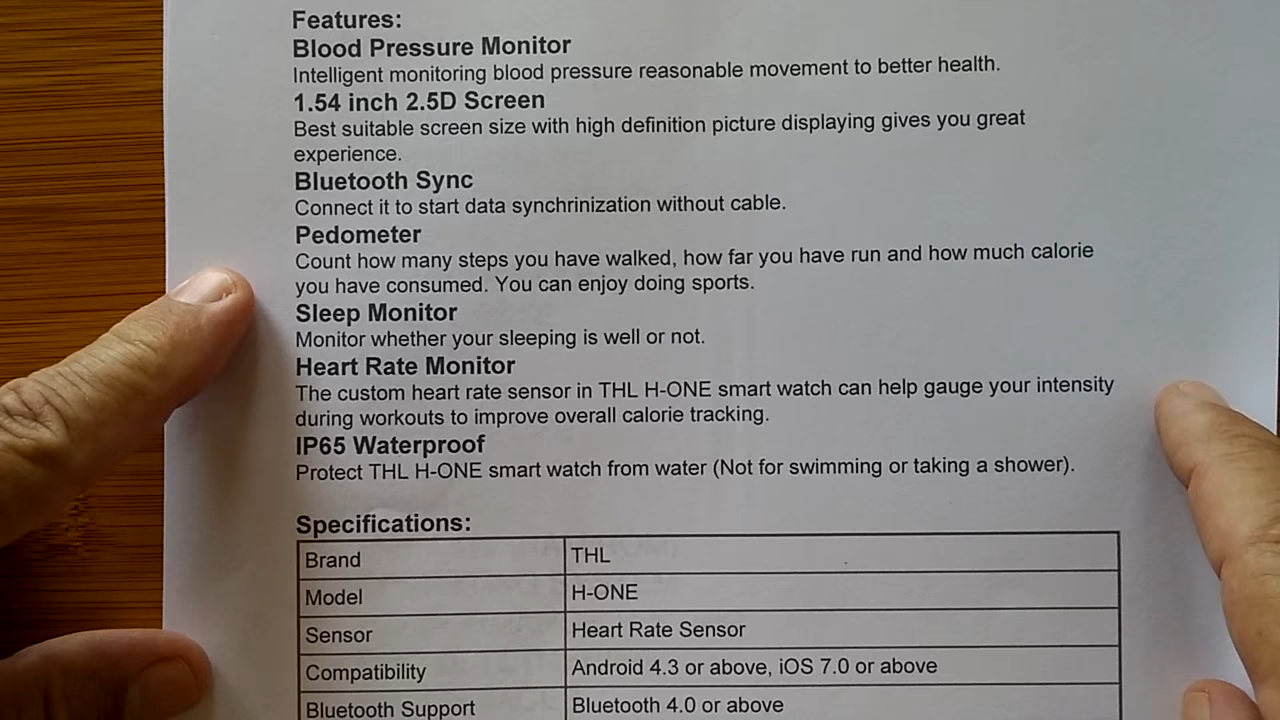 Features:
Blood Pressure Monitor
Intelligent monitoring blood pressure reasonable movement to better health.
1.54 inch 2.5D Screen
Best suitable screen size with high definition picture displaying gives you great
experience.
Bluetooth Sync
Connect it to start data synchrinization without cable.
Pedometer
Count how many steps you have walked, how far you have run and how much calorie
you have consumed. You can enjoy doing sports.
Sleep Monitor
Monitor whether your sleeping is well or not.
Heart Rate Monitor
The custom heart rate sensor in THL H-ONE smart watch can help gauge your intensity
during workouts to improve overall calorie tracking.
IP65 Waterproof
Protect THL H-ONE smart watch from water (Not for swimming or taking a shower).
Specifications:
Brand THL
Model H-ONE
Sensor Heart Rate Sensor
Compatibility Android 4.3 or above, iOS 7.0 or above
Bluetooth Support Bluetooth 4.0 or above